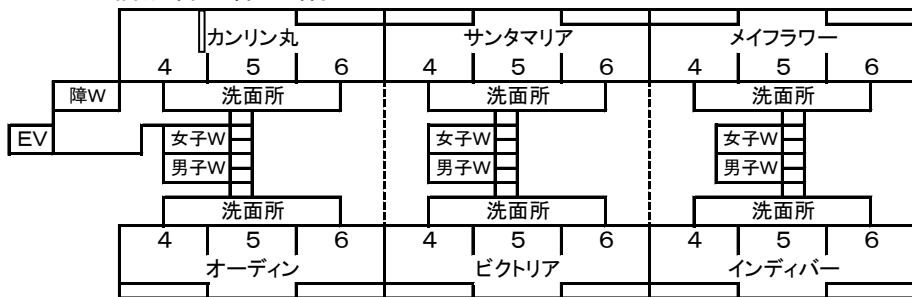 カンリン丸 サンタマリア メイフラワー
4 5 6 4 5 6 4 5 6
障W 洗面所 洗面所 洗面所
EV 女子W 女子W 女子W
男子W 男子W 男子W
洗面所 洗面所 洗面所
4 5 6 4 5 6 4 5 6
オーディン ビクトリア インディバー